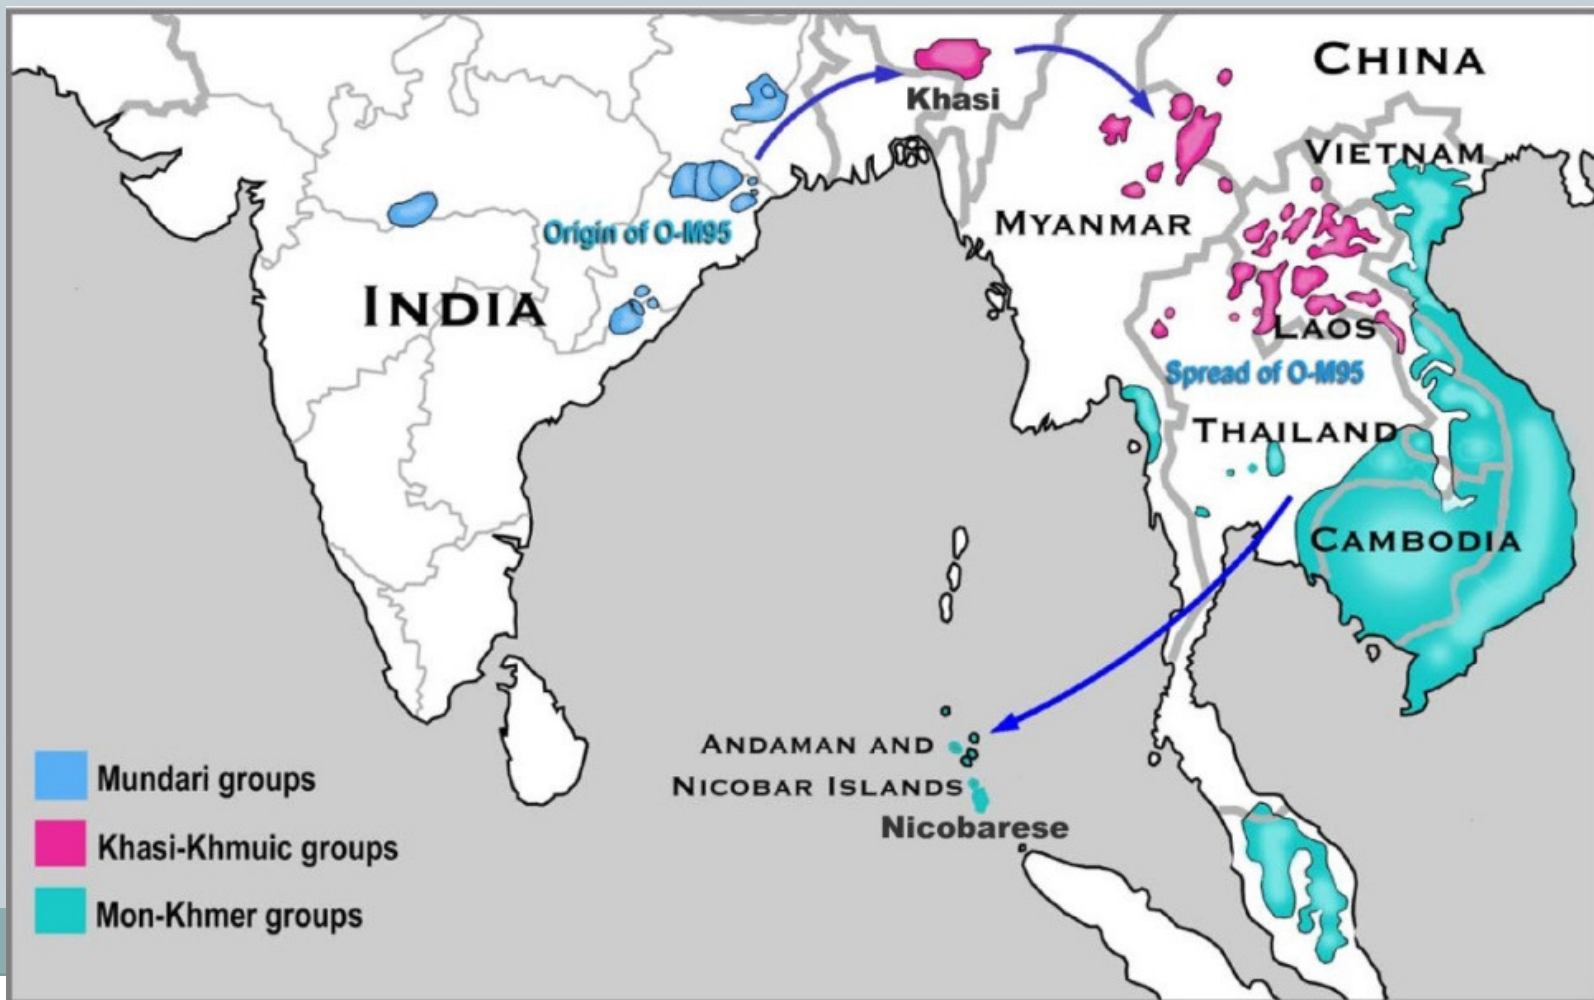 CHINA
Khasi
VIETNAM
MYANMAR
Origin of O-M95
INDIA
LAOS
Spread of O-M95
THAILAND
CAMBODIA
ANDAMAN AND
NICOBAR ISLANDS
Nicobarese
Mundari groups
Khasi-Khmuic groups
Mon-Khmer groups